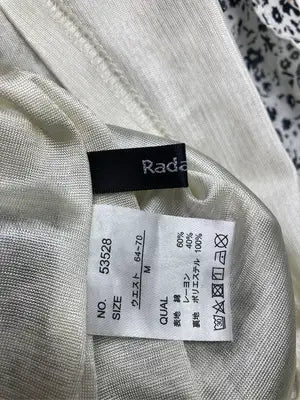 Rada
NO. 53528
SIZE
ウエスト 64~70
M
QUAL
表地 綿 60%
レーヨン 40%
裏地 ポリエステル 100%